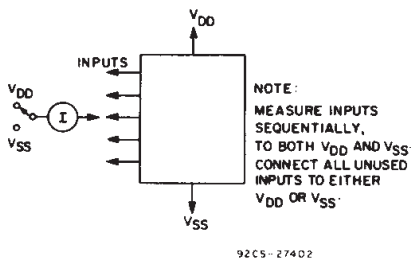 VDD
INPUTS
VDD
I
VSS
NOTE:
MEASURE INPUTS
SEQUENTIALLY,
TO BOTH VDD AND VSS.
CONNECT ALL UNUSED
INPUTS TO EITHER
VDD OR VSS.
VSS
92CS-27402